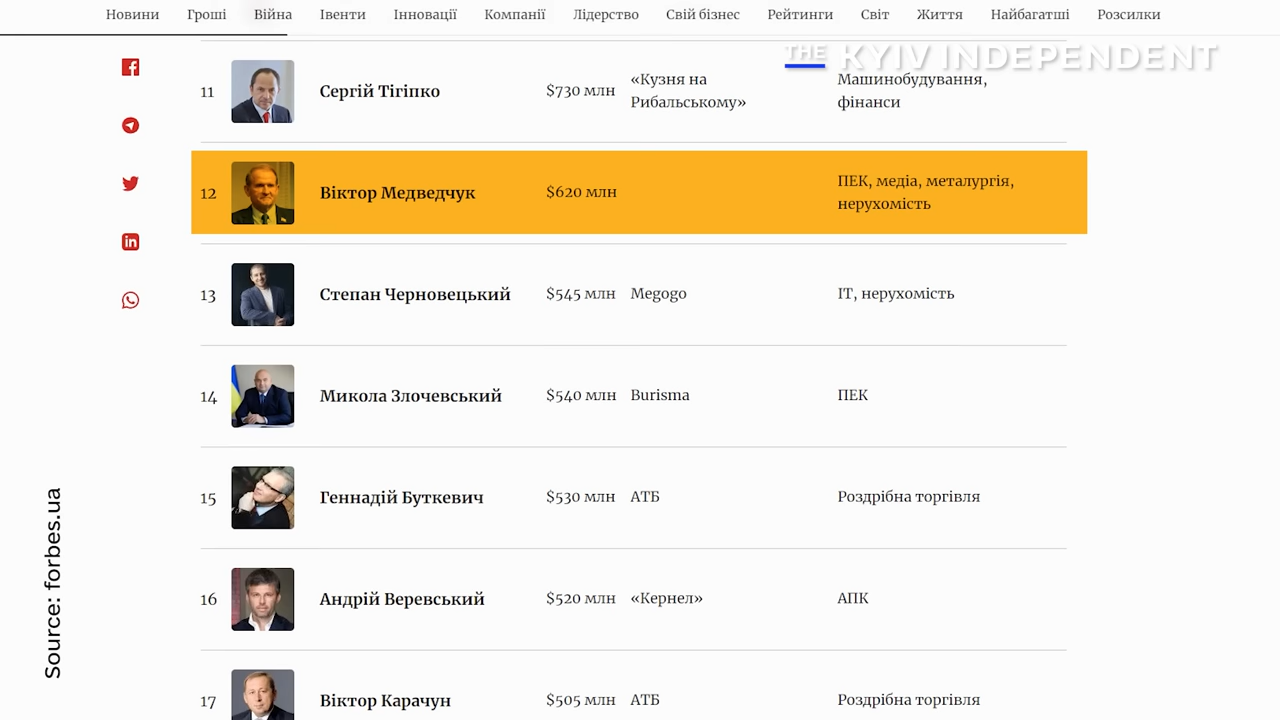 Новини Гроші Війна Івенти Інновації Компанії Лідерство Свій бізнес Рейтинги Світ Життя Найбагатші Розсилки
THE KYIV INDEPENDENT
11 Сергій Тігіпко $730 млн «Кузня на Рибальському» Машинобудування, фінанси
12 Віктор Медведчук $620 млн ПЕК, медіа, металургія, нерухомість
13 Степан Черновецький $545 млн Megogo ІТ, нерухомість
14 Микола Злочевський $540 млн Burisma ПЕК
15 Геннадій Буткевич $530 млн АТБ Роздрібна торгівля
16 Андрій Веревський $520 млн «Кернел» АПК
17 Віктор Карачун $505 млн АТБ Роздрібна торгівля
Source: forbes.ua